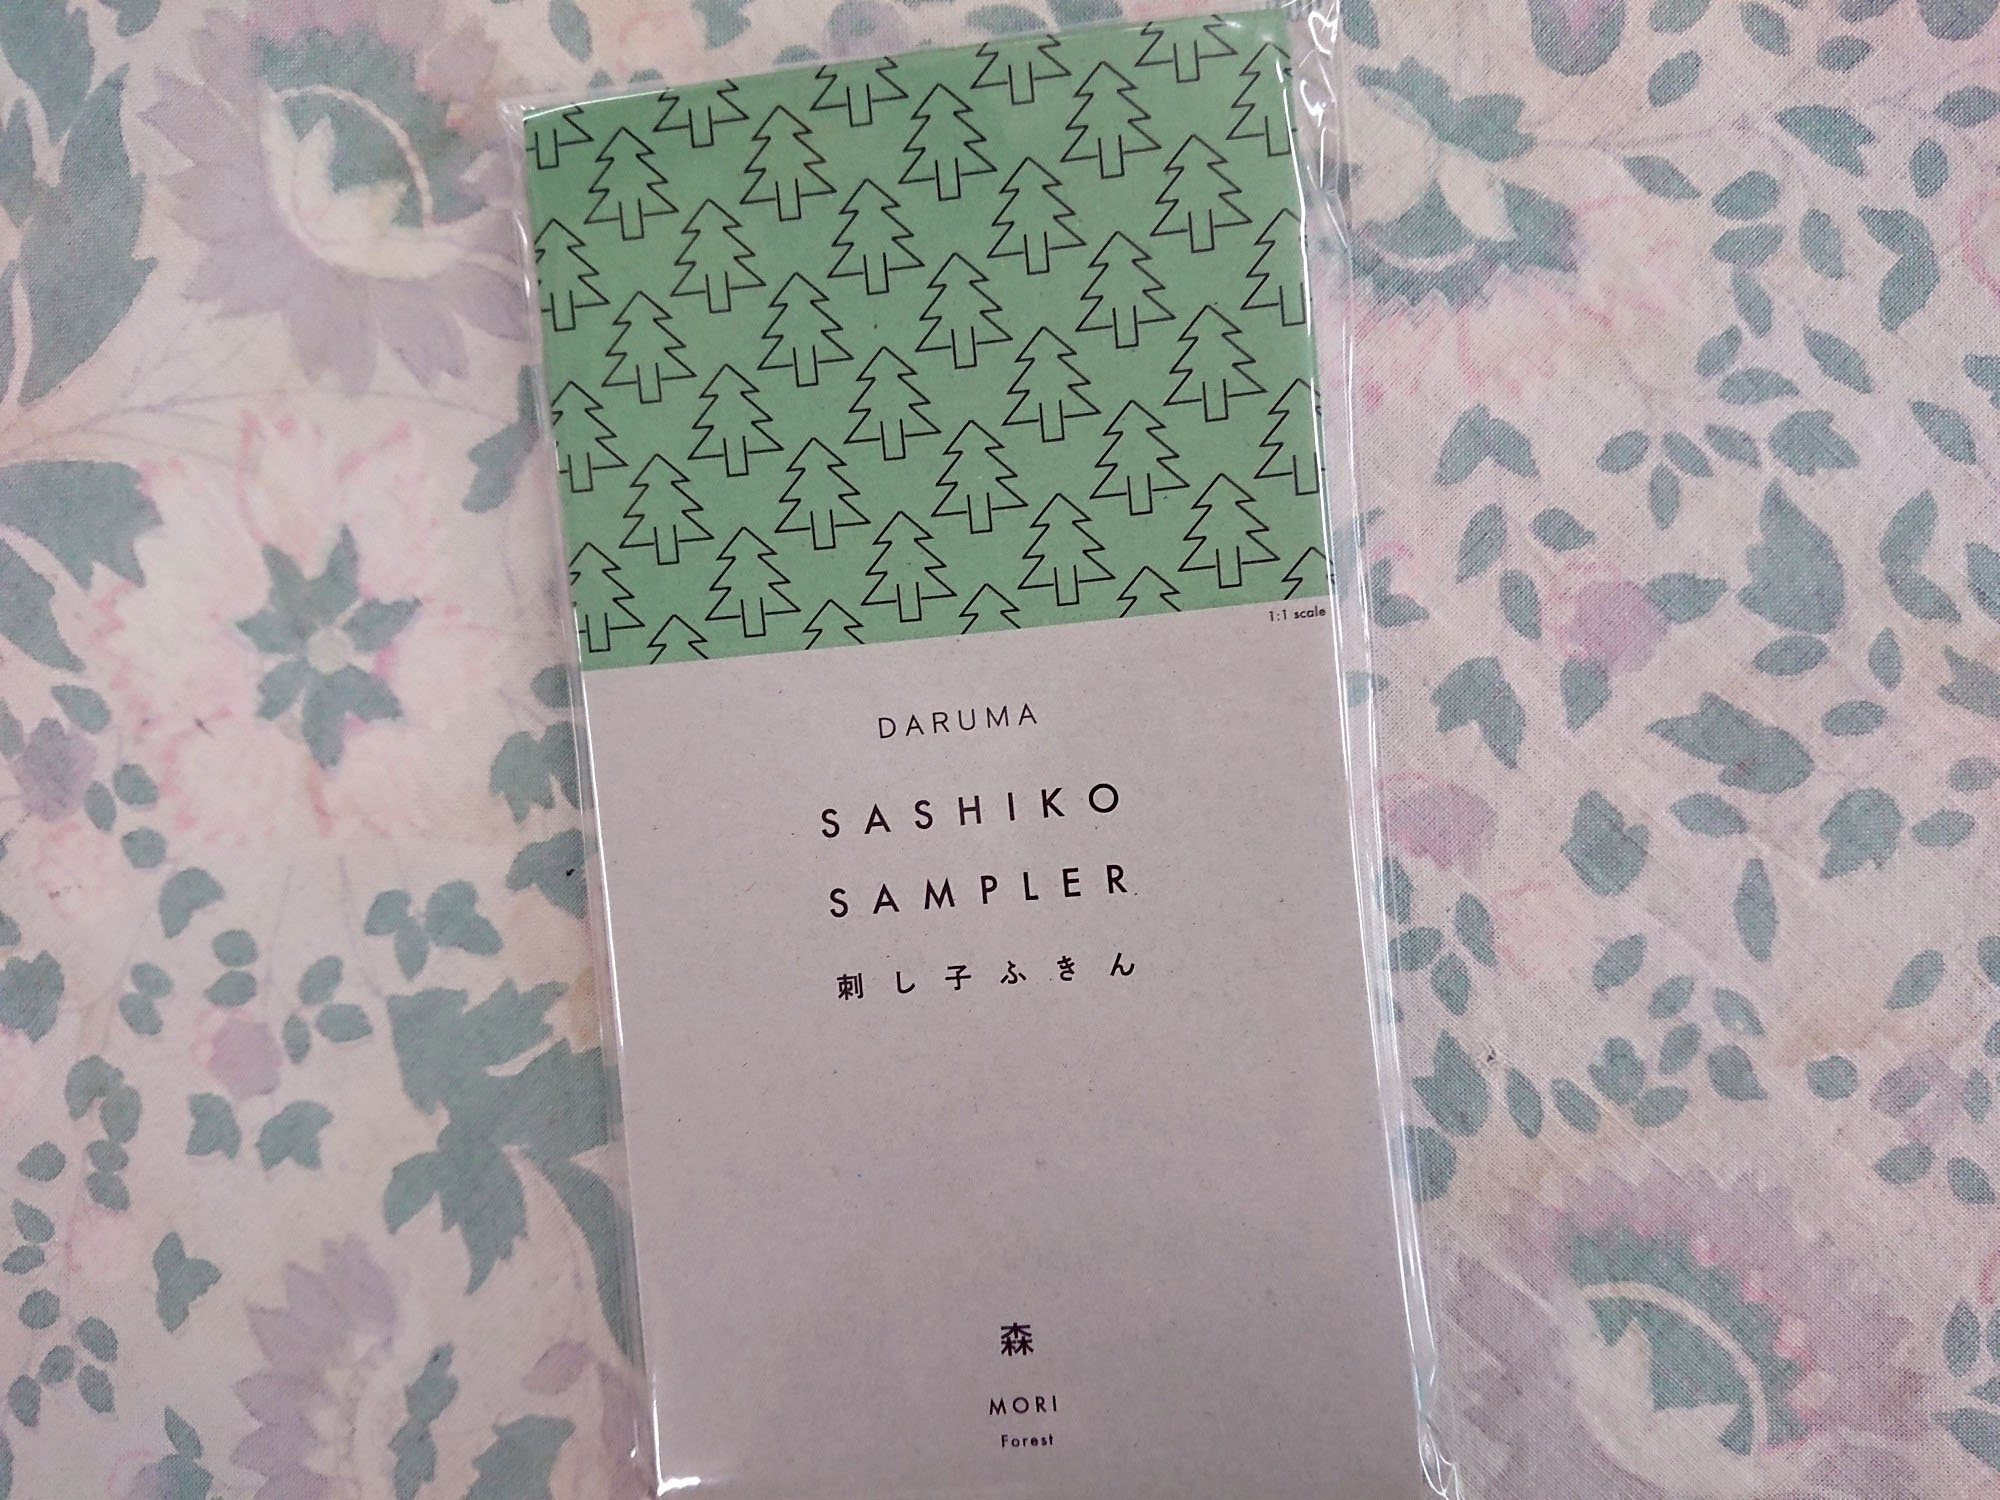 1:1 scale
DARUMA
SASHIKO
SAMPLER
刺し子ふきん
森
MORI
Forest